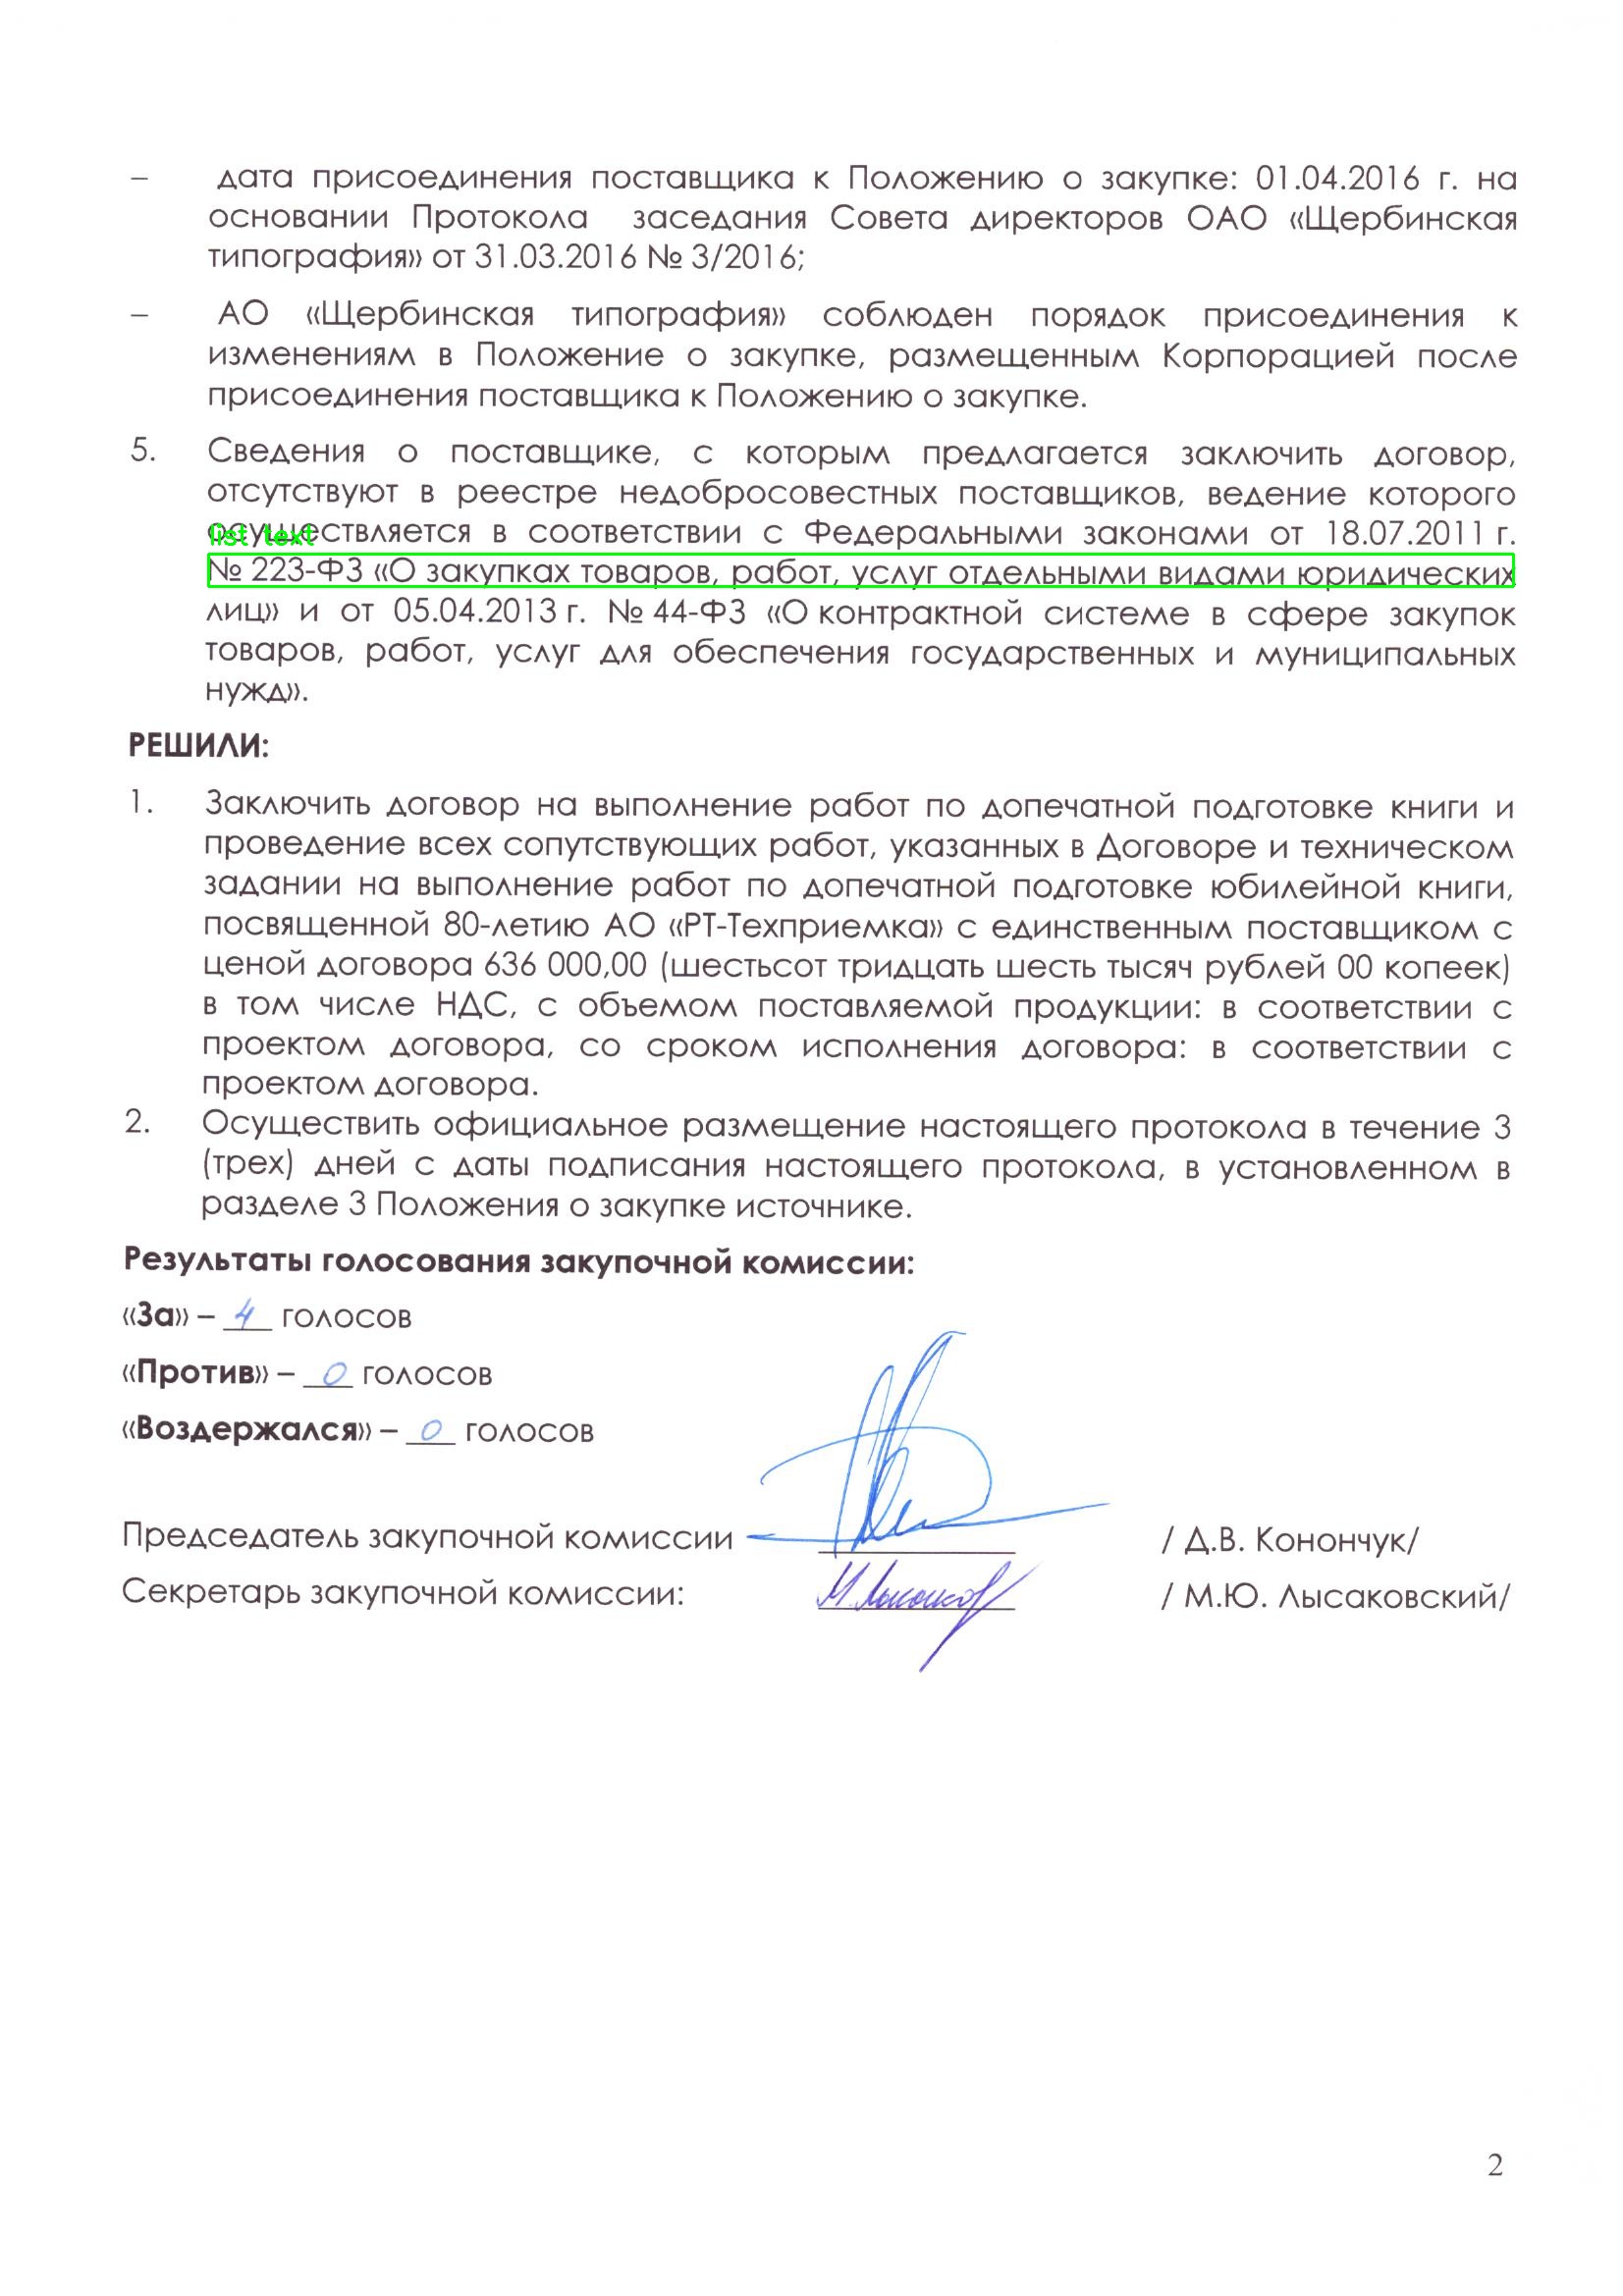 – дата присоединения поставщика к Положению о закупке: 01.04.2016 г. на
основании Протокола заседания Совета директоров ОАО «Щербинская
типография» от 31.03.2016 № 3/2016;
– АО «Щербинская типография» соблюден порядок присоединения к
изменениям в Положение о закупке, размещенным Корпорацией после
присоединения поставщика к Положению о закупке.
5. Сведения о поставщике, с которым предлагается заключить договор,
отсутствуют в реестре недобросовестных поставщиков, ведение которого
осуществляется в соответствии с Федеральными законами от 18.07.2011 г.
list text
№ 223-ФЗ «О закупках товаров, работ, услуг отдельными видами юридических
лиц» и от 05.04.2013 г. № 44-ФЗ «О контрактной системе в сфере закупок
товаров, работ, услуг для обеспечения государственных и муниципальных
нужд».
РЕШИЛИ:
1. Заключить договор на выполнение работ по допечатной подготовке книги и
проведение всех сопутствующих работ, указанных в Договоре и техническом
задании на выполнение работ по допечатной подготовке юбилейной книги,
посвященной 80-летию АО «РТ-Техприемка» с единственным поставщиком с
ценой договора 636 000,00 (шестьсот тридцать шесть тысяч рублей 00 копеек)
в том числе НДС, с объемом поставляемой продукции: в соответствии с
проектом договора, со сроком исполнения договора: в соответствии с
проектом договора.
2. Осуществить официальное размещение настоящего протокола в течение 3
(трех) дней с даты подписания настоящего протокола, в установленном в
разделе 3 Положения о закупке источнике.
Результаты голосования закупочной комиссии:
«За» – 4 голосов
«Против» – 0 голосов
«Воздержался» – 0 голосов
Председатель закупочной комиссии / Д.В. Конончук/
Секретарь закупочной комиссии: / М.Ю. Лысаковский/
2